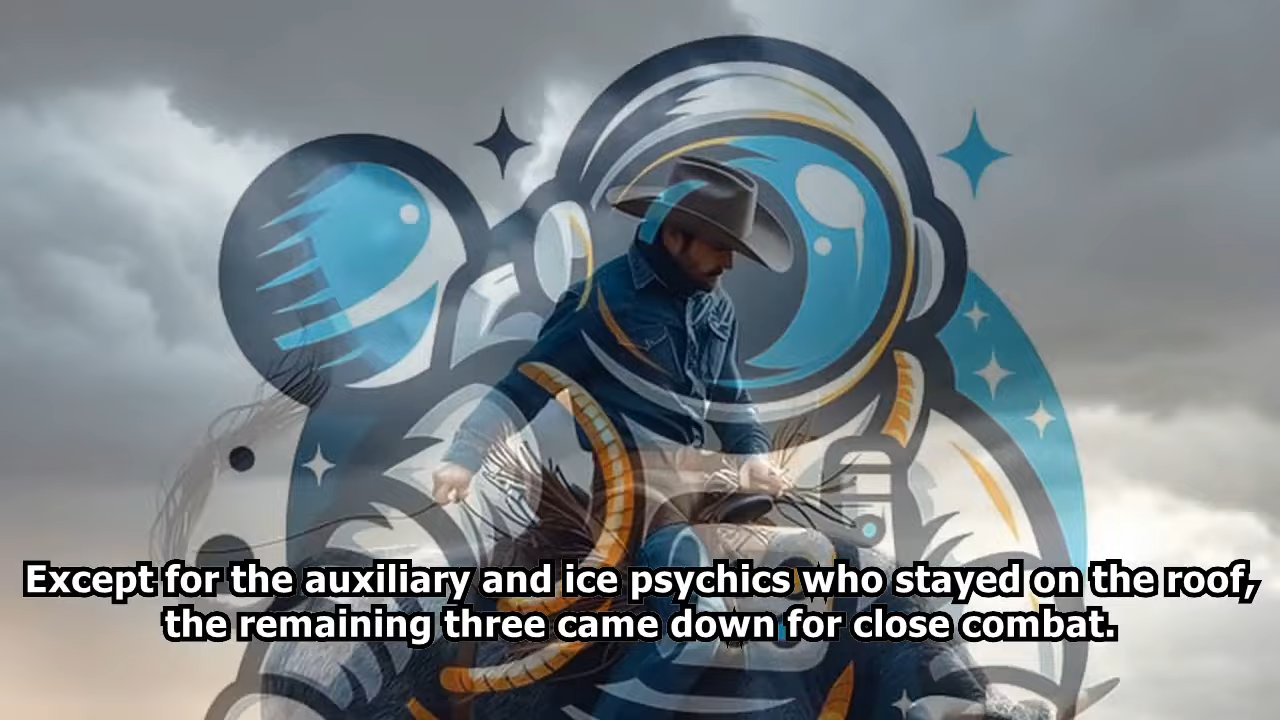 Except for the auxiliary and ice psychics who stayed on the roof,
the remaining three came down for close combat.